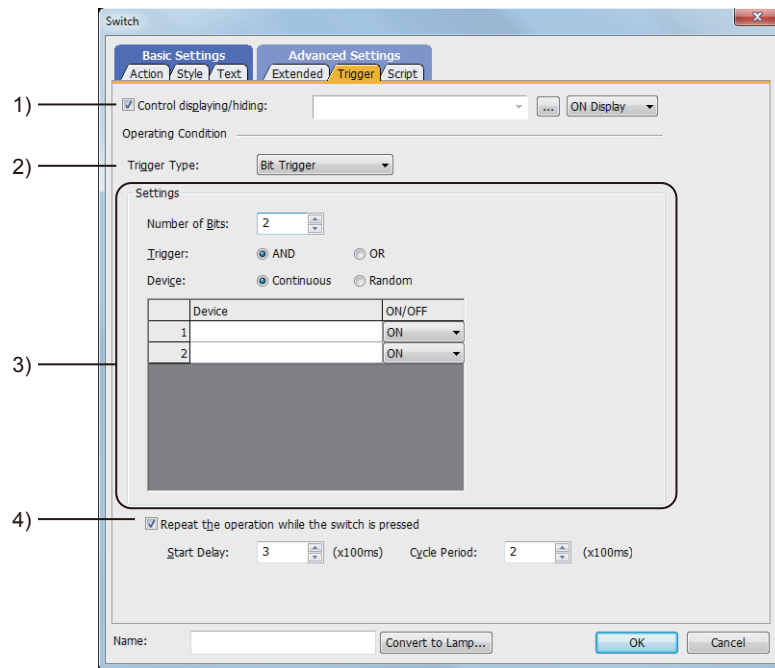 Switch
Basic Settings Advanced Settings
Action Style Text Extended Trigger Script
1) Control displaying/hiding: ... ON Display
Operating Condition
2) Trigger Type: Bit Trigger
Settings
Number of Bits: 2
Trigger: AND OR
Device: Continuous Random
Device ON/OFF
1 ON
2 ON
3)
4) Repeat the operation while the switch is pressed
Start Delay: 3 (x100ms) Cycle Period: 2 (x100ms)
Name: Convert to Lamp... OK Cancel